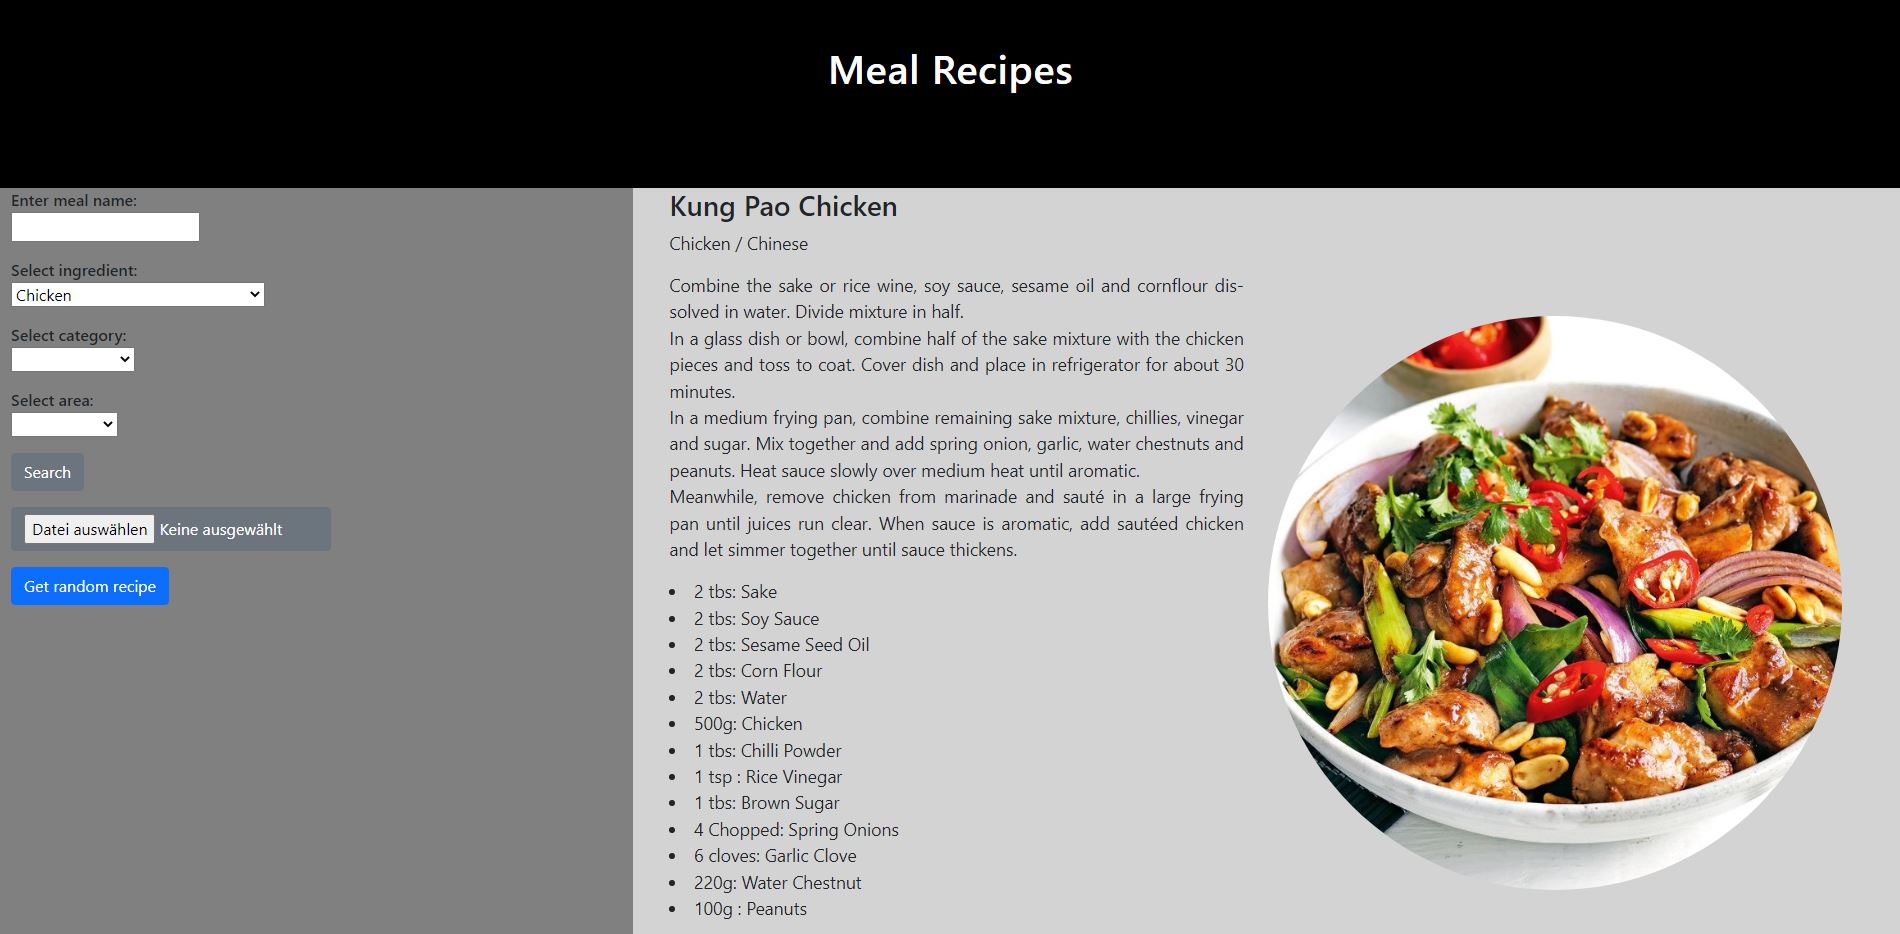 Meal Recipes
Enter meal name:
Select ingredient:
Chicken
Select category:
Select area:
Search
Datei auswählen Keine ausgewählt
Get random recipe
Kung Pao Chicken
Chicken / Chinese
Combine the sake or rice wine, soy sauce, sesame oil and cornflour dis-
solved in water. Divide mixture in half.
In a glass dish or bowl, combine half of the sake mixture with the chicken
pieces and toss to coat. Cover dish and place in refrigerator for about 30
minutes.
In a medium frying pan, combine remaining sake mixture, chillies, vinegar
and sugar. Mix together and add spring onion, garlic, water chestnuts and
peanuts. Heat sauce slowly over medium heat until aromatic.
Meanwhile, remove chicken from marinade and sauté in a large frying
pan until juices run clear. When sauce is aromatic, add sautéed chicken
and let simmer together until sauce thickens.
• 2 tbs: Sake
• 2 tbs: Soy Sauce
• 2 tbs: Sesame Seed Oil
• 2 tbs: Corn Flour
• 2 tbs: Water
• 500g: Chicken
• 1 tbs: Chilli Powder
• 1 tsp : Rice Vinegar
• 1 tbs: Brown Sugar
• 4 Chopped: Spring Onions
• 6 cloves: Garlic Clove
• 220g: Water Chestnut
• 100g : Peanuts